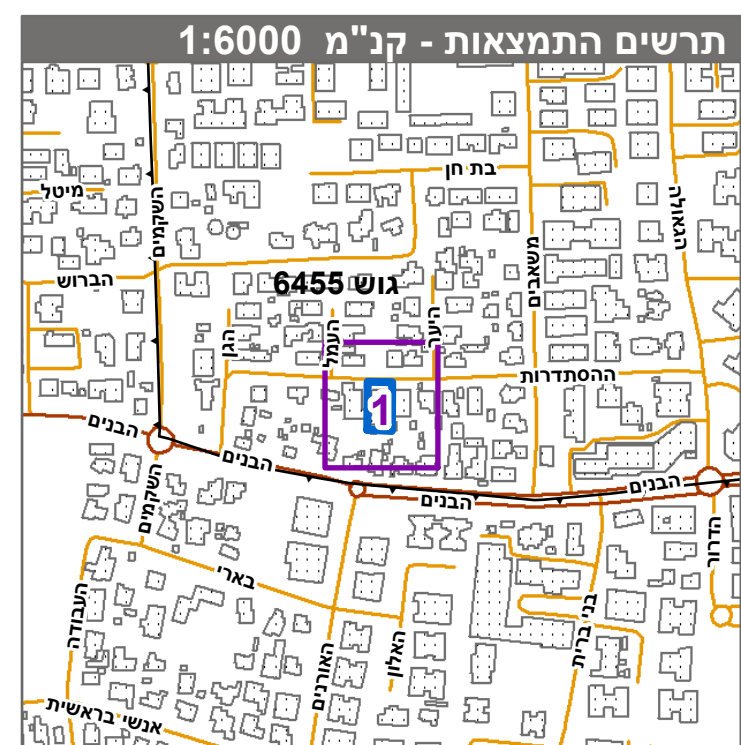 תרשים התמצאות - קנ"מ 1:6000
בת חן
מיטל
השקמים
הלואצה
משאבים
הברוש
גוש 6455
הגן
העמל
היער
ההסתדרות
1
הבנים
הבנים
הבנים
הבנים
השקמים
הדרור
בארי
העבודה
בני ברית
האלון
האורנים
אנשי בראשית